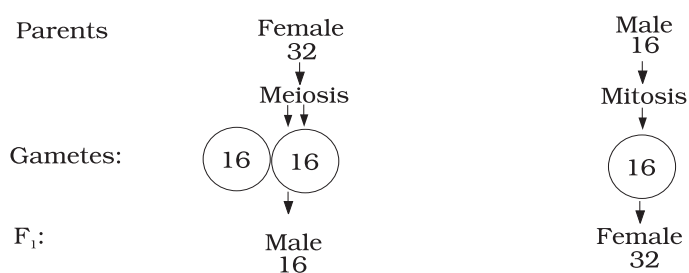 Parents Female Male
32 16
Meiosis Mitosis
Gametes: 16 16 16
F₁: Male Female
16 32